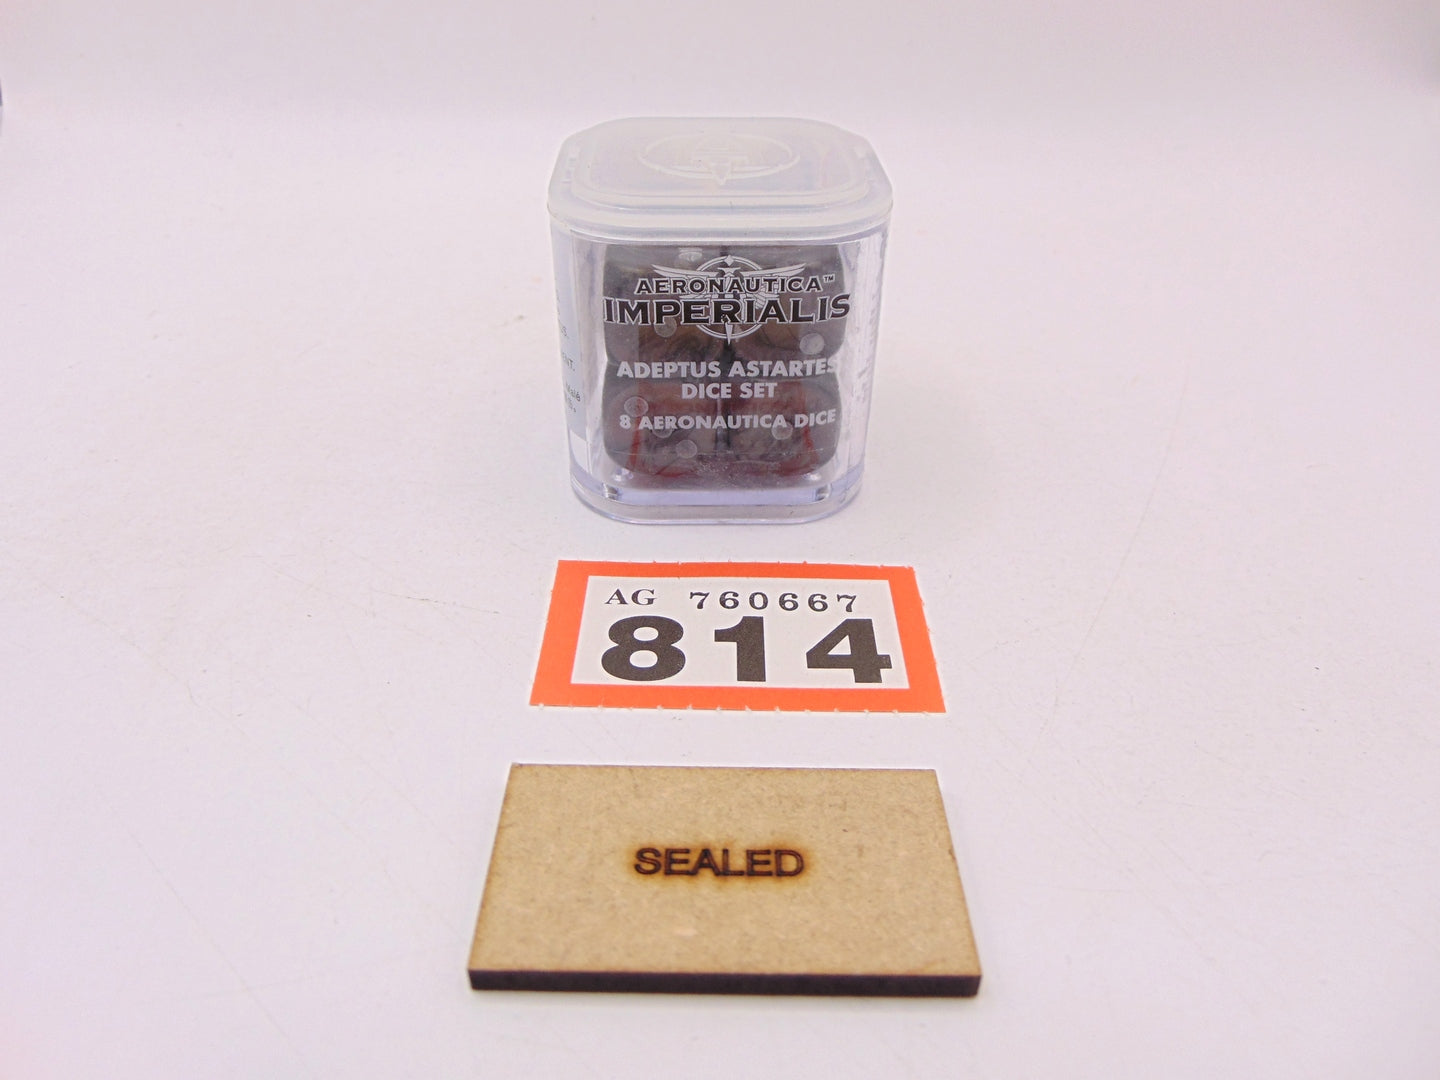 AERONAUTICA™
IMPERIALIS
ADEPTUS ASTARTES
DICE SET
8 AERONAUTICA DICE
AG 760667
814
SEALED